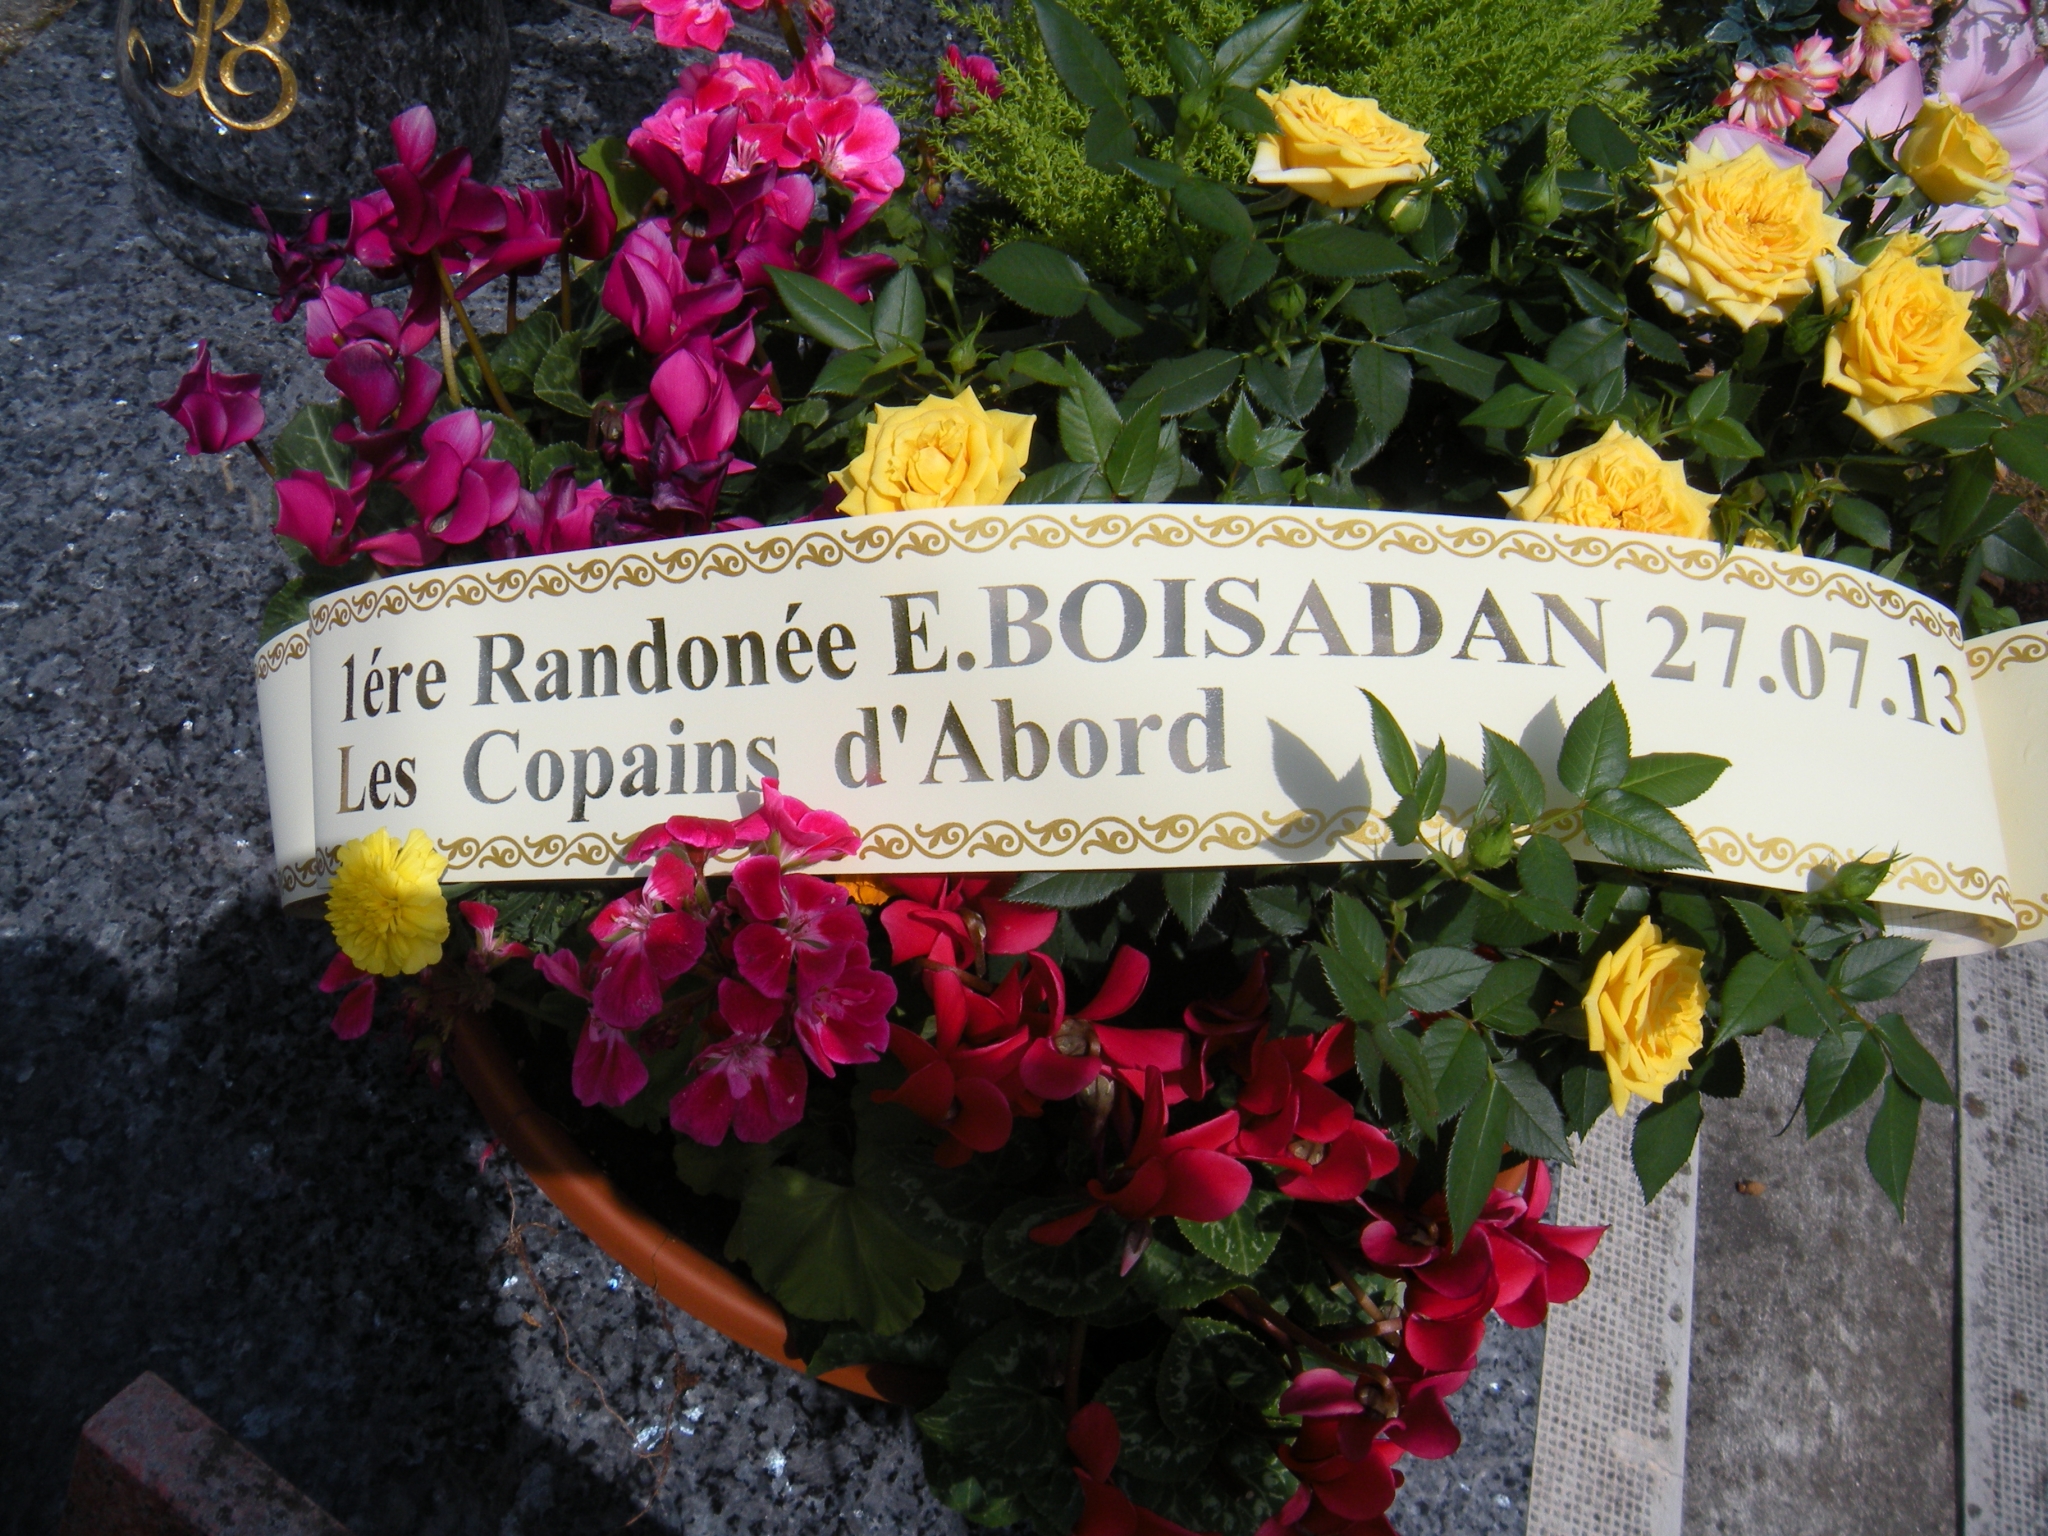 B
1ére Randonée E.BOISADAN 27.07.13
Les Copains d'Abord